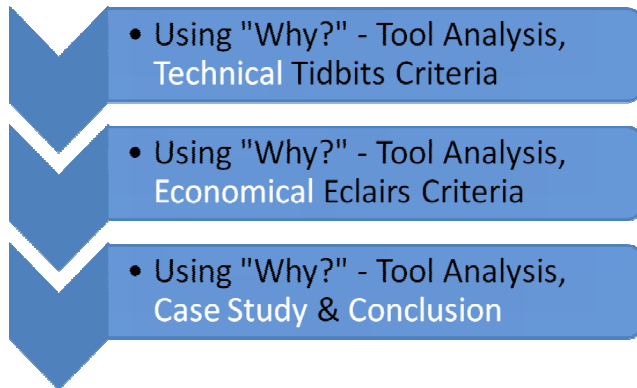 • Using "Why?" - Tool Analysis,
Technical Tidbits Criteria
• Using "Why?" - Tool Analysis,
Economical Eclairs Criteria
• Using "Why?" - Tool Analysis,
Case Study & Conclusion